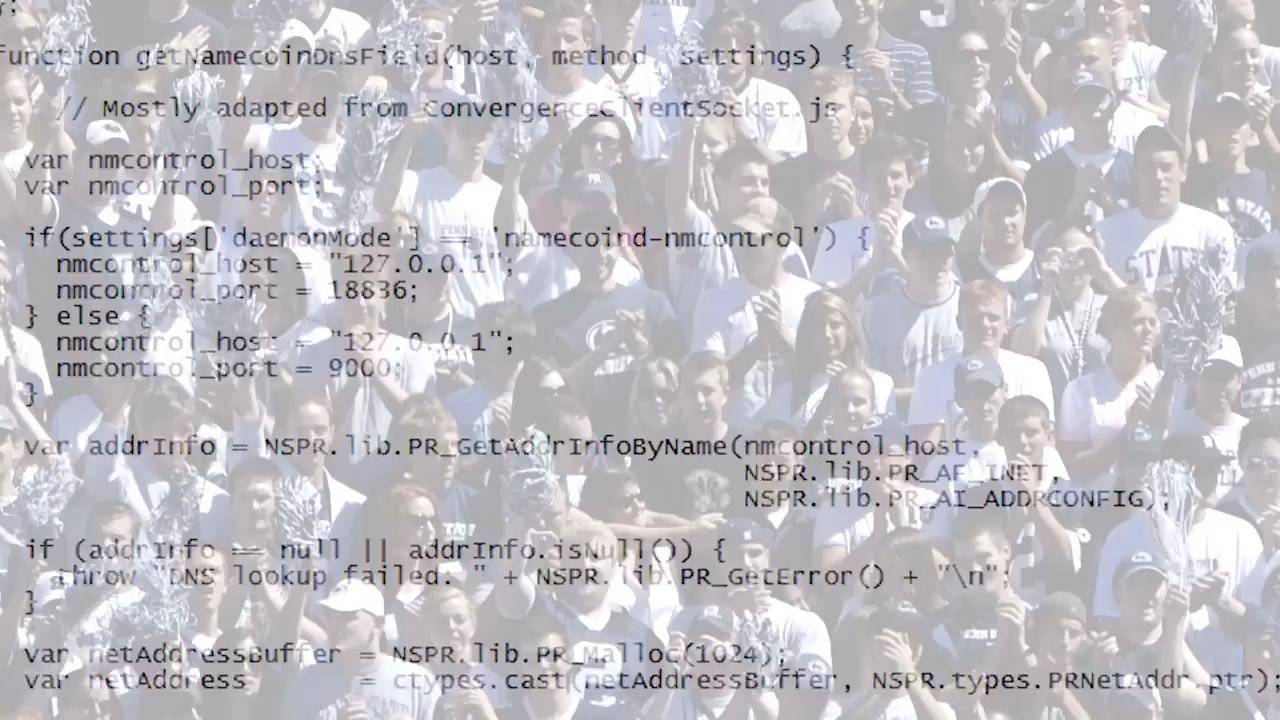 function getNamecoinDnsField(host, method, settings) {
// Mostly adapted from ConvergenceClientSocket.js
var nmcontrol_host;
var nmcontrol_port;
if(settings['daemonMode'] == 'namecoind-nmcontrol') {
nmcontrol_host = "127.0.0.1";
nmcontrol_port = 18836;
} else {
nmcontrol_host = "127.0.0.1";
nmcontrol_port = 9000;
}
var addrInfo = NSPR.lib.PR_GetAddrInfoByName(nmcontrol_host,
NSPR.lib.PR_AF_INET,
NSPR.lib.PR_AI_ADDRCONFIG);
if (addrInfo == null || addrInfo.isNull()) {
throw "DNS lookup failed: " + NSPR.lib.PR_GetError() + "\n";
}
var netAddressBuffer = NSPR.lib.PR_Malloc(1024);
var netAddress = ctypes.cast(netAddressBuffer, NSPR.types.PRNetAddr.ptr);
STATE